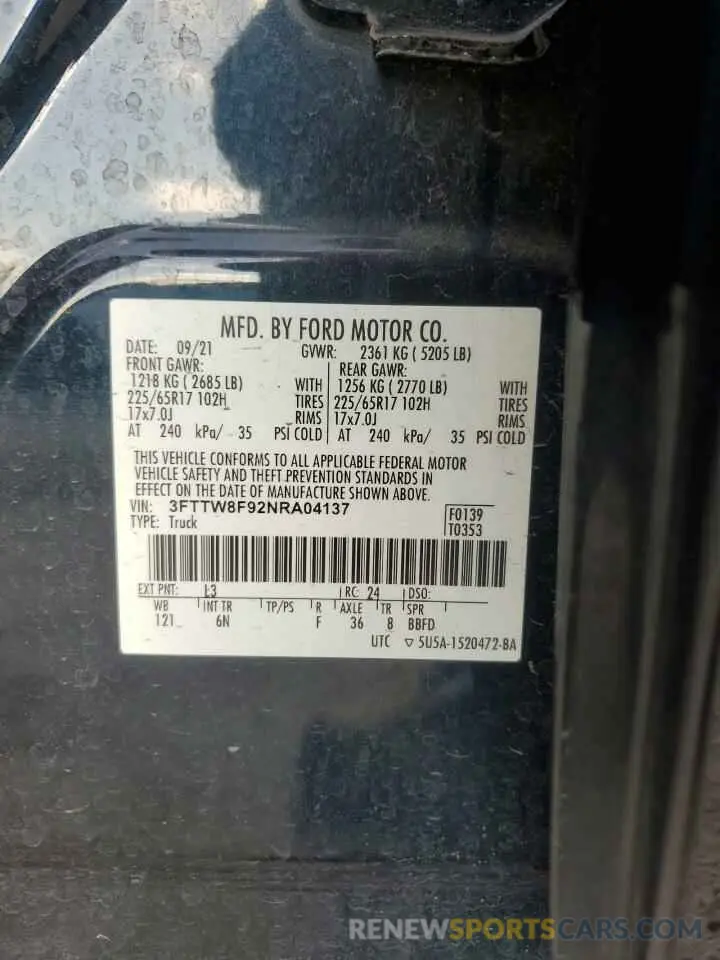 MFD. BY FORD MOTOR CO.
DATE: 09/21 GVWR: 2361 KG ( 5205 LB)
FRONT GAWR: REAR GAWR:
1218 KG ( 2685 LB) WITH 1256 KG ( 2770 LB) WITH
225/65R17 102H TIRES 225/65R17 102H TIRES
17x7.0J RIMS 17x7.0J RIMS
AT 240 kPa/ 35 PSI COLD AT 240 kPa/ 35 PSI COLD
THIS VEHICLE CONFORMS TO ALL APPLICABLE FEDERAL MOTOR
VEHICLE SAFETY AND THEFT PREVENTION STANDARDS IN
EFFECT ON THE DATE OF MANUFACTURE SHOWN ABOVE.
VIN: 3FTTW8F92NRA04137 F0139
TYPE: Truck T0353
EXT PNT: L3 RC: 24 DSO:
WB INT TR TP/PS R AXLE TR SPR
121 6N F 36 8 BBFD
UTC ▽ 5U5A-1520472-BA
RENEWSPORTSCARS.COM